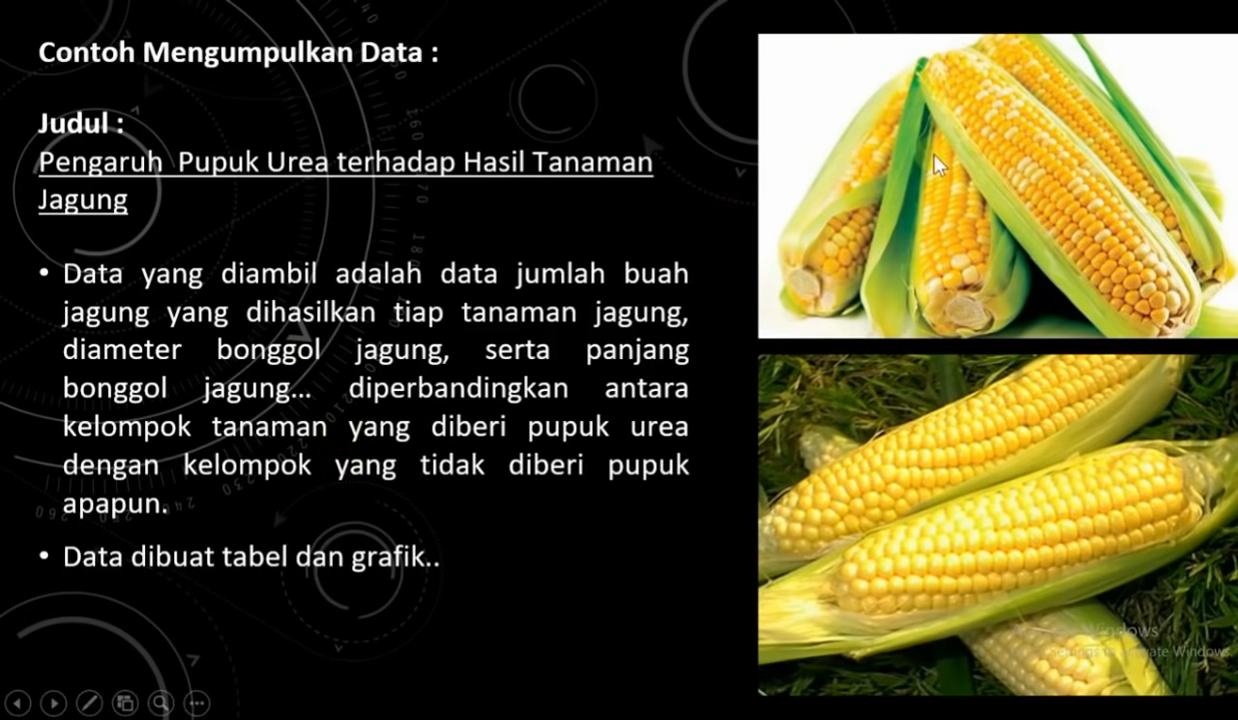 Contoh Mengumpulkan Data :
Judul :
Pengaruh Pupuk Urea terhadap Hasil Tanaman
Jagung
• Data yang diambil adalah data jumlah buah
jagung yang dihasilkan tiap tanaman jagung,
diameter bonggol jagung, serta panjang
bonggol jagung... diperbandingkan antara
kelompok tanaman yang diberi pupuk urea
dengan kelompok yang tidak diberi pupuk
apapun.
• Data dibuat tabel dan grafik..
Windows
Windows.